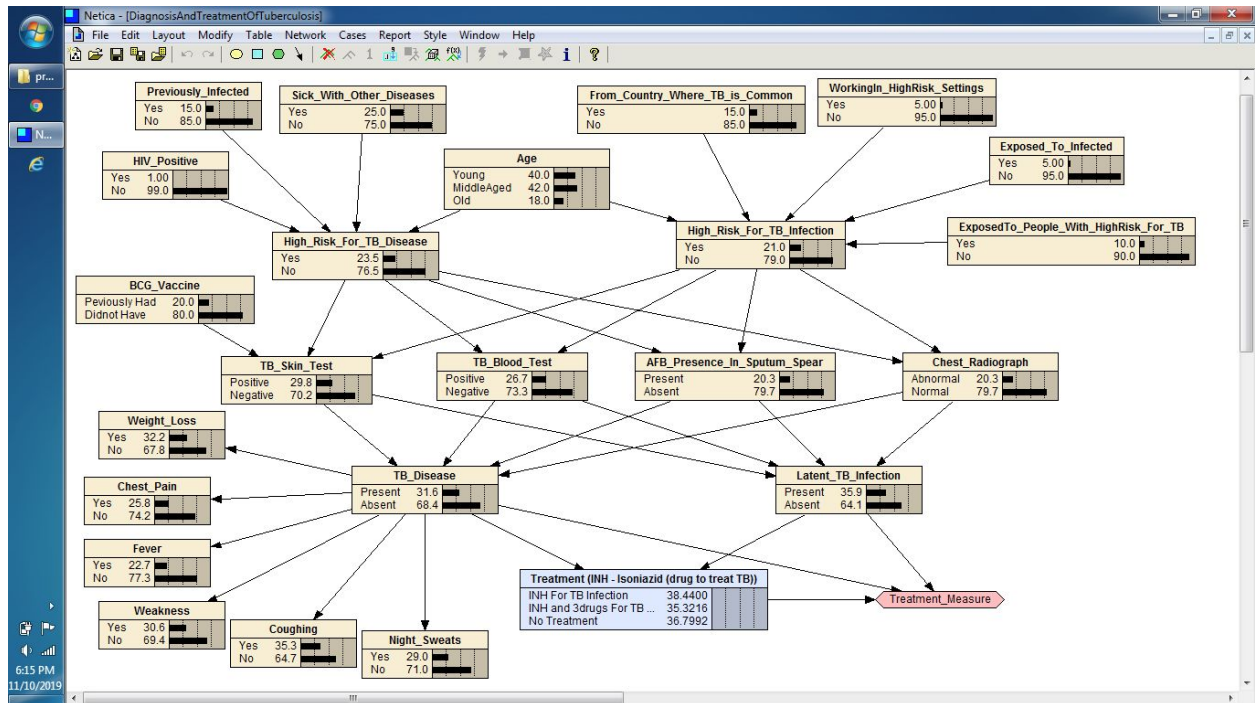 Netica - [DiagnosisAndTreatmentOfTuberculosis]
File Edit Layout Modify Table Network Cases Report Style Window Help
pr...
N...
Previously_Infected
Yes 15.0
No 85.0
Sick_With_Other_Diseases
Yes 25.0
No 75.0
From_Country_Where_TB_is_Common
Yes 15.0
No 85.0
WorkingIn_HighRisk_Settings
Yes 5.00
No 95.0
HIV_Positive
Yes 1.00
No 99.0
Age
Young 40.0
MiddleAged 42.0
Old 18.0
Exposed_To_Infected
Yes 5.00
No 95.0
High_Risk_For_TB_Disease
Yes 23.5
No 76.5
High_Risk_For_TB_Infection
Yes 21.0
No 79.0
ExposedTo_People_With_HighRisk_For_TB
Yes 10.0
No 90.0
BCG_Vaccine
Peviously Had 20.0
Didnot Have 80.0
TB_Skin_Test
Positive 29.8
Negative 70.2
TB_Blood_Test
Positive 26.7
Negative 73.3
AFB_Presence_In_Sputum_Spear
Present 20.3
Absent 79.7
Chest_Radiograph
Abnormal 20.3
Normal 79.7
Weight_Loss
Yes 32.2
No 67.8
TB_Disease
Present 31.6
Absent 68.4
Latent_TB_Infection
Present 35.9
Absent 64.1
Chest_Pain
Yes 25.8
No 74.2
Fever
Yes 22.7
No 77.3
Treatment (INH - Isoniazid (drug to treat TB))
INH For TB Infection 38.4400
INH and 3drugs For TB ... 35.3216
No Treatment 36.7992
Treatment_Measure
Weakness
Yes 30.6
No 69.4
Coughing
Yes 35.3
No 64.7
Night_Sweats
Yes 29.0
No 71.0
6:15 PM
11/10/2019